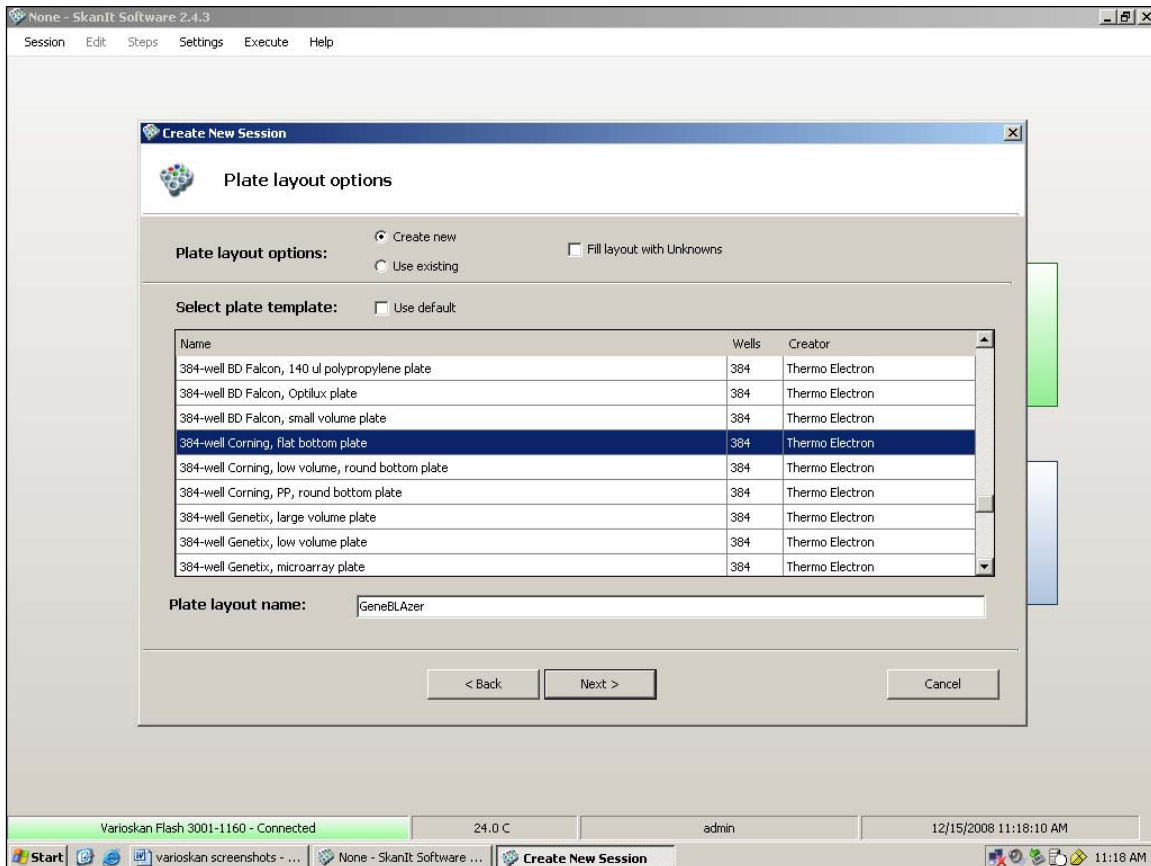 None - SkanIt Software 2.4.3
Session Edit Steps Settings Execute Help
Create New Session
Plate layout options
Plate layout options:
Create new
Fill layout with Unknowns
Use existing
Select plate template:
Use default
Name Wells Creator
384-well BD Falcon, 140 ul polypropylene plate 384 Thermo Electron
384-well BD Falcon, Optilux plate 384 Thermo Electron
384-well BD Falcon, small volume plate 384 Thermo Electron
384-well Corning, flat bottom plate 384 Thermo Electron
384-well Corning, low volume, round bottom plate 384 Thermo Electron
384-well Corning, PP, round bottom plate 384 Thermo Electron
384-well Genetix, large volume plate 384 Thermo Electron
384-well Genetix, low volume plate 384 Thermo Electron
384-well Genetix, microarray plate 384 Thermo Electron
Plate layout name: GeneBLAzer
< Back Next > Cancel
Varioskan Flash 3001-1160 - Connected 24.0 C admin 12/15/2008 11:18:10 AM
Start varioskan screenshots - ... None - SkanIt Software ... Create New Session 11:18 AM